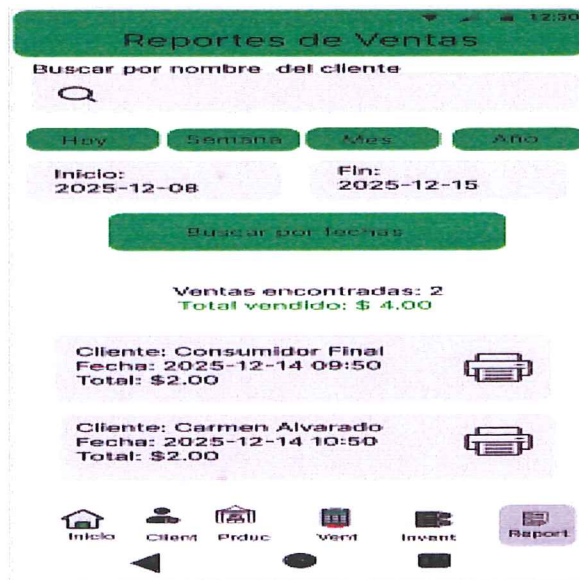 12:30
Reportes de Ventas
Buscar por nombre del cliente
Hoy Semana Mes Año
Inicio: Fin:
2025-12-08 2025-12-15
Buscar por fechas
Ventas encontradas: 2
Total vendido: $ 4.00
Cliente: Consumidor Final
Fecha: 2025-12-14 09:50
Total: $2.00
Cliente: Carmen Alvarado
Fecha: 2025-12-14 10:50
Total: $2.00
Inicio Client Prduc Vent Invent Report